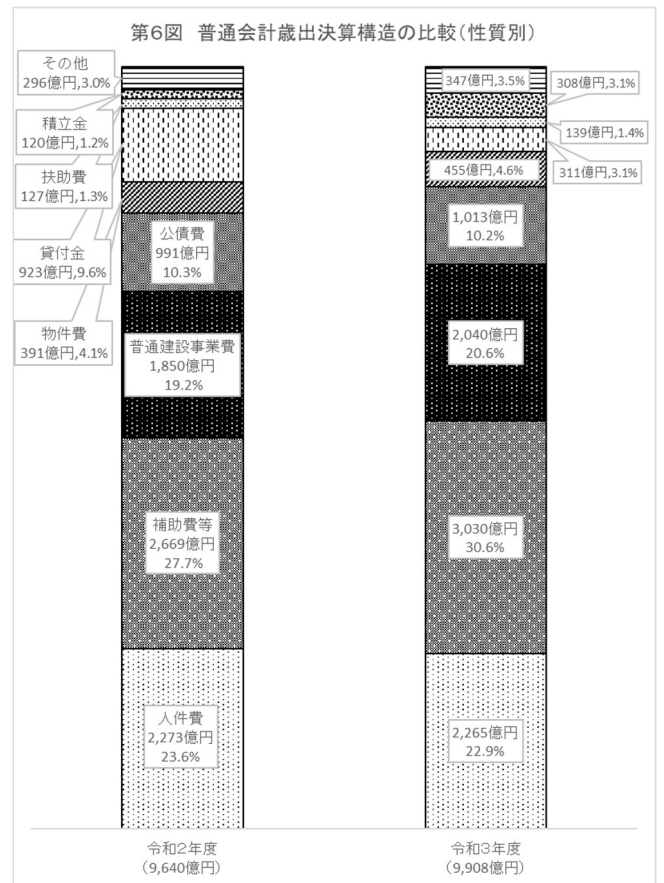 第6図 普通会計歳出決算構造の比較(性質別)
その他
296億円,3.0%
積立金
120億円,1.2%
扶助費
127億円,1.3%
貸付金
923億円,9.6%
物件費
391億円,4.1%
公債費
991億円
10.3%
普通建設事業費
1,850億円
19.2%
補助費等
2,669億円
27.7%
人件費
2,273億円
23.6%
347億円,3.5%
308億円,3.1%
139億円,1.4%
311億円,3.1%
455億円,4.6%
1,013億円
10.2%
2,040億円
20.6%
3,030億円
30.6%
2,265億円
22.9%
令和2年度
(9,640億円)
令和3年度
(9,908億円)